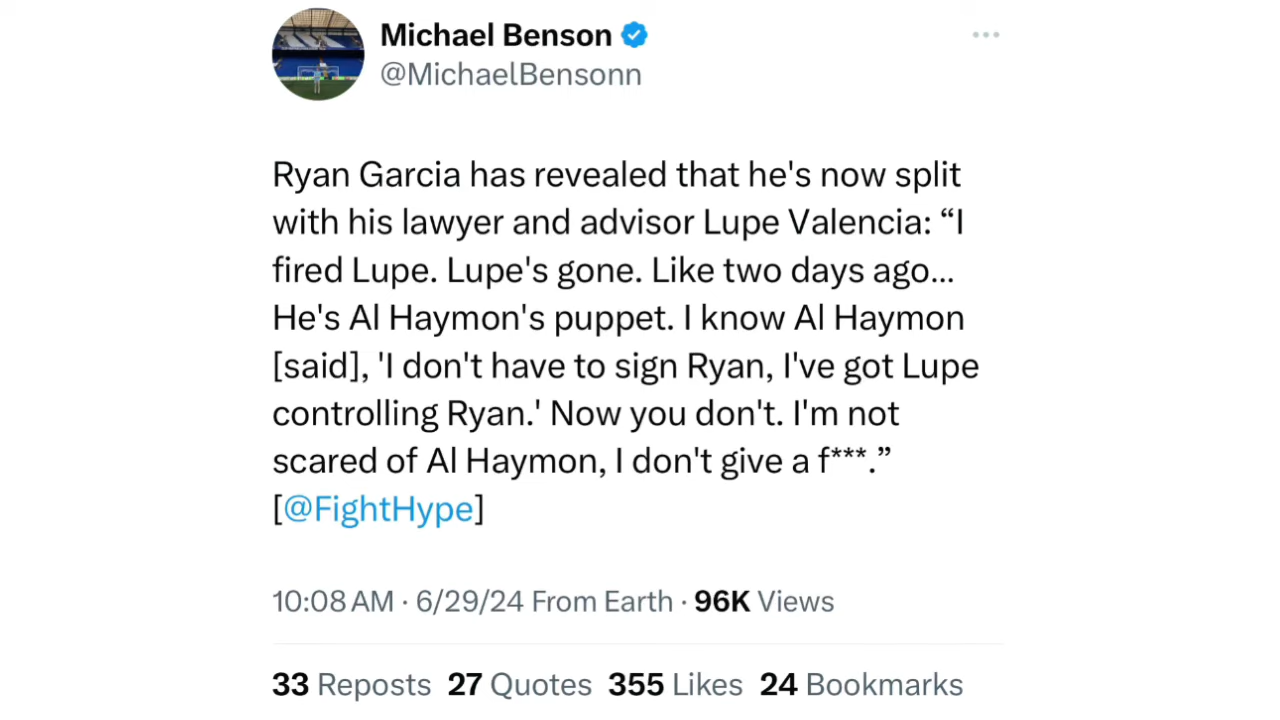 Michael Benson
@MichaelBensonn
Ryan Garcia has revealed that he's now split
with his lawyer and advisor Lupe Valencia: “I
fired Lupe. Lupe's gone. Like two days ago...
He's Al Haymon's puppet. I know Al Haymon
[said], 'I don't have to sign Ryan, I've got Lupe
controlling Ryan.' Now you don't. I'm not
scared of Al Haymon, I don't give a f***.”
[@FightHype]
10:08 AM · 6/29/24 From Earth · 96K Views
33 Reposts 27 Quotes 355 Likes 24 Bookmarks